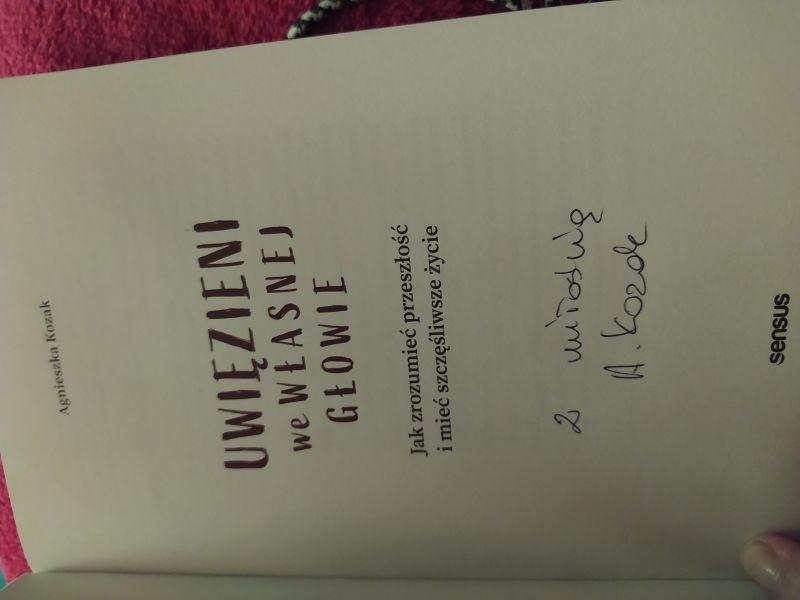 Agnieszka Kozak
UWIĘZIENI
we WŁASNEJ
GŁOWIE
Jak zrozumieć przeszłość
i mieć szczęśliwsze życie
z miłością
A. Kozak
sensus